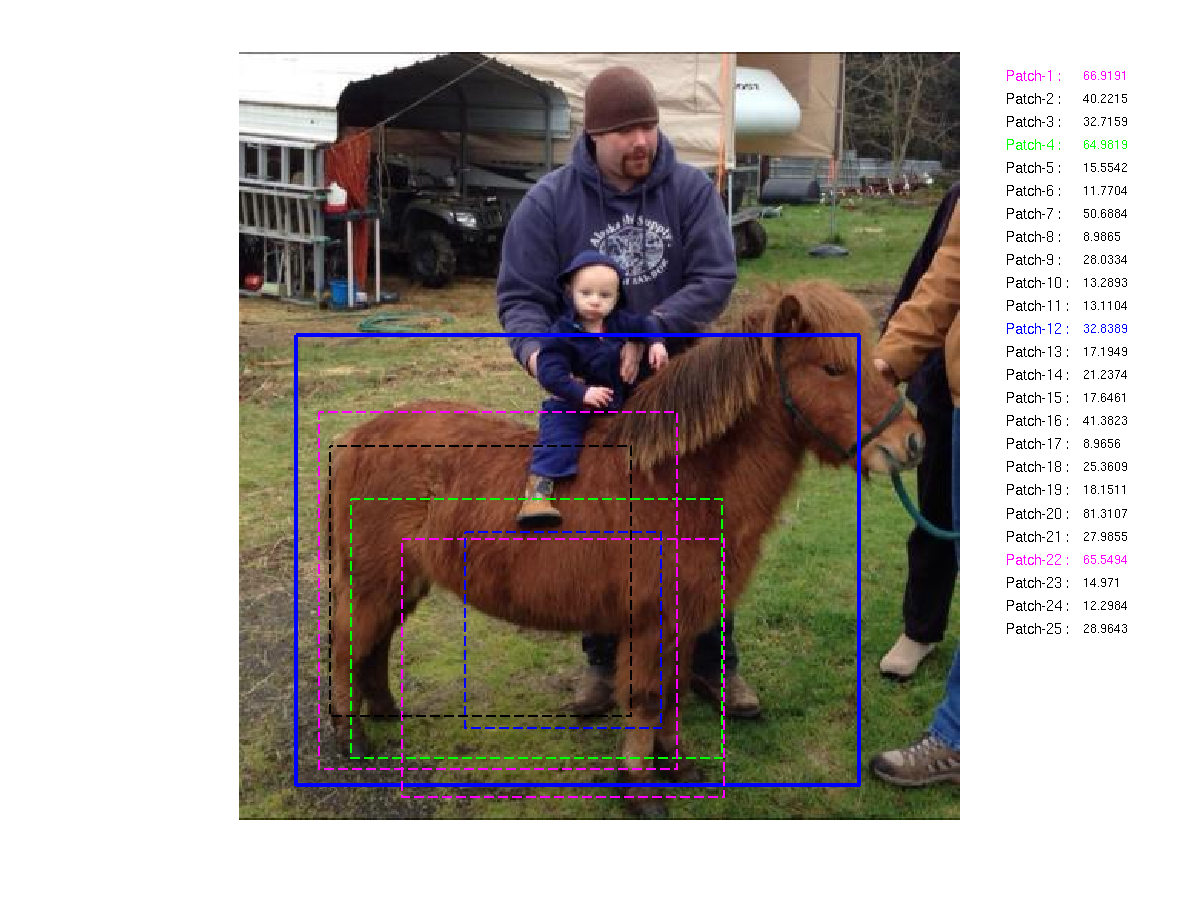 Patch-1 : 66.9191
Patch-2 : 40.2215
Patch-3 : 32.7159
Patch-4 : 64.9819
Patch-5 : 15.5542
Patch-6 : 11.7704
Patch-7 : 50.6884
Patch-8 : 8.9865
Patch-9 : 28.0334
Patch-10 : 13.2893
Patch-11 : 13.1104
Patch-12 : 32.8389
Patch-13 : 17.1949
Patch-14 : 21.2374
Patch-15 : 17.6461
Patch-16 : 41.3823
Patch-17 : 8.9656
Patch-18 : 25.3609
Patch-19 : 18.1511
Patch-20 : 81.3107
Patch-21 : 27.9855
Patch-22 : 65.5494
Patch-23 : 14.971
Patch-24 : 12.2984
Patch-25 : 28.9643
Supply